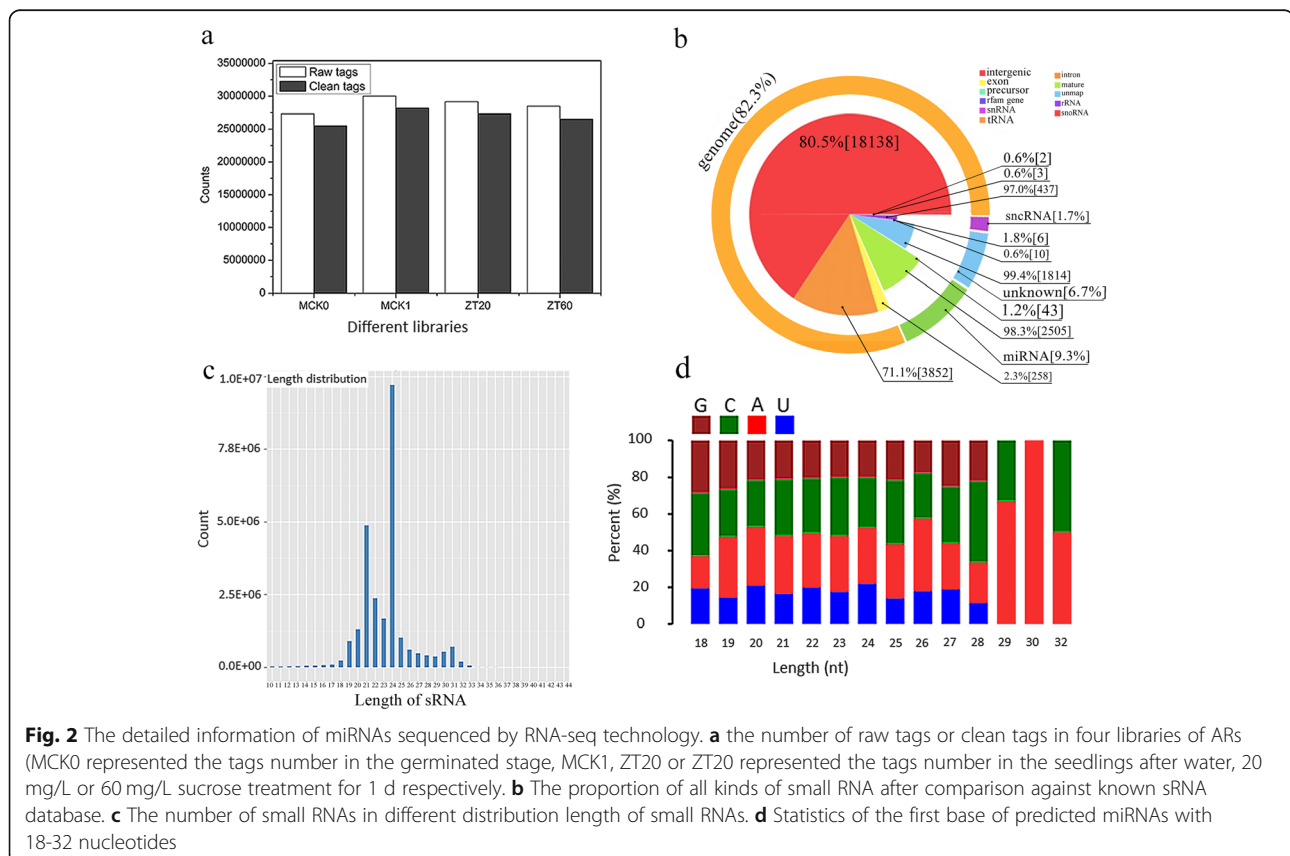 a
35000000
30000000
25000000
20000000
15000000
10000000
5000000
0
Counts
Raw tags
Clean tags
MCK0 MCK1 ZT20 ZT60
Different libraries
b
genome(82.3%)
intergenic
exon
precursor
rfam gene
snRNA
tRNA
intron
mature
unmap
rRNA
snoRNA
80.5%[18138]
0.6%[2]
0.6%[3]
97.0%[437]
sncRNA[1.7%]
1.8%[6]
0.6%[10]
99.4%[1814]
unknown[6.7%]
1.2%[43]
98.3%[2505]
miRNA[9.3%]
2.3%[258]
71.1%[3852]
c
Length distribution
1.0E+07
7.8E+06
5.0E+06
2.5E+06
0.0E+00
Count
10 11 12 13 14 15 16 17 18 19 20 21 22 23 24 25 26 27 28 29 30 31 32 33 34 35 36 37 38 39 40 41 42 43 44
Length of sRNA
d
G C A U
100
80
60
40
20
0
Percent (%)
18 19 20 21 22 23 24 25 26 27 28 29 30 32
Length (nt)
Fig. 2 The detailed information of miRNAs sequenced by RNA-seq technology. a the number of raw tags or clean tags in four libraries of ARs
(MCK0 represented the tags number in the germinated stage, MCK1, ZT20 or ZT20 represented the tags number in the seedlings after water, 20
mg/L or 60 mg/L sucrose treatment for 1 d respectively. b The proportion of all kinds of small RNA after comparison against known sRNA
database. c The number of small RNAs in different distribution length of small RNAs. d Statistics of the first base of predicted miRNAs with
18-32 nucleotides